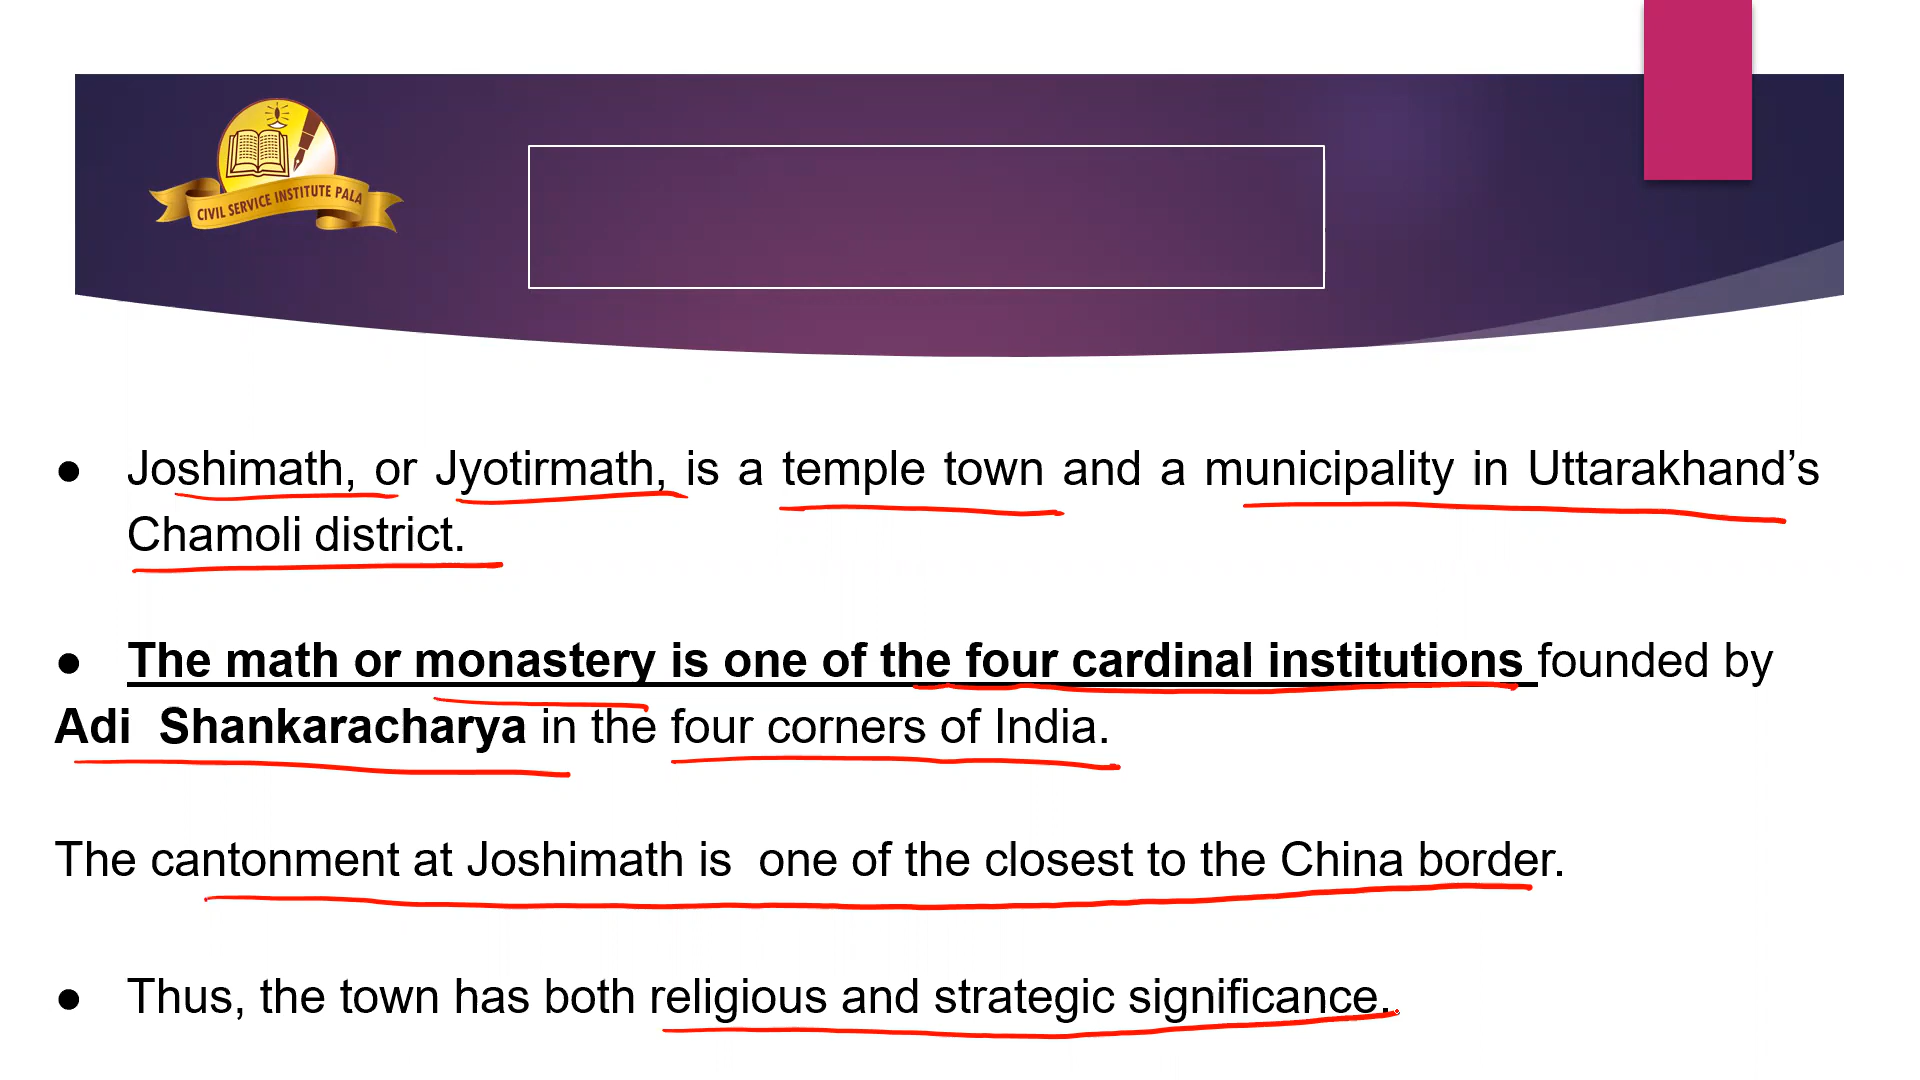 CIVIL SERVICE INSTITUTE PALA
● Joshimath, or Jyotirmath, is a temple town and a municipality in Uttarakhand’s
Chamoli district.
● The math or monastery is one of the four cardinal institutions founded by
Adi Shankaracharya in the four corners of India.
The cantonment at Joshimath is one of the closest to the China border.
● Thus, the town has both religious and strategic significance.